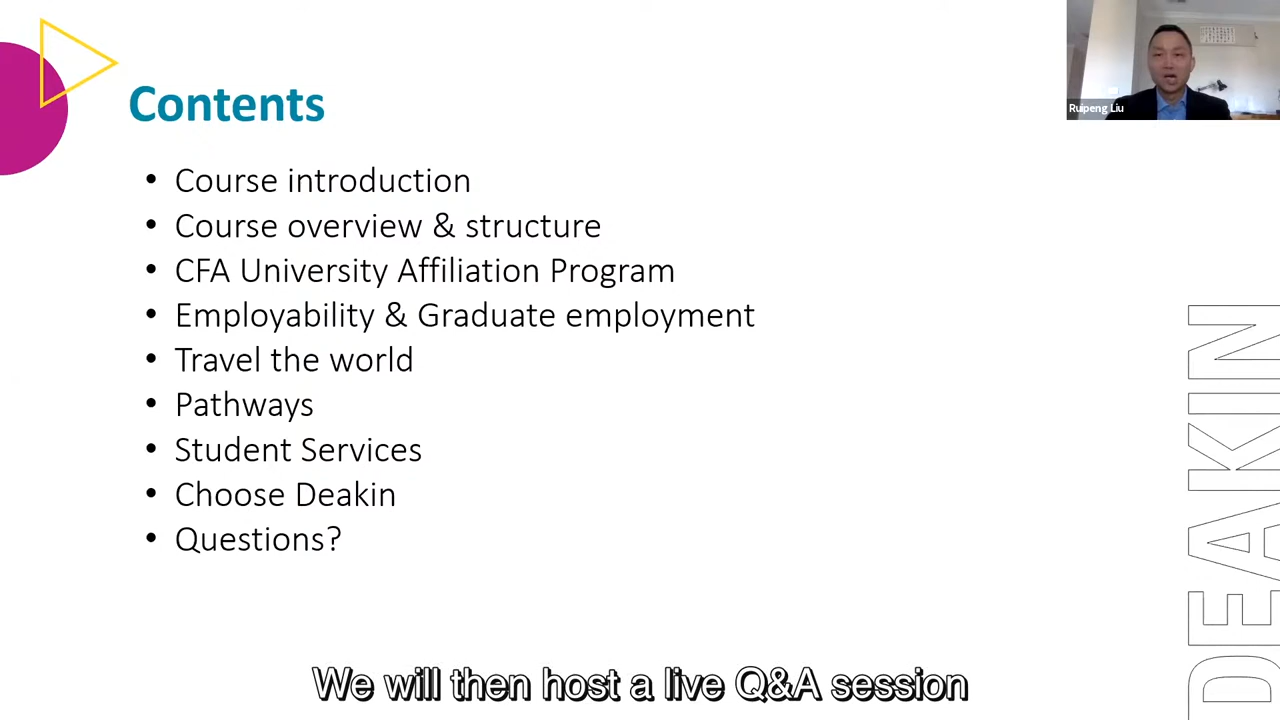 Contents
• Course introduction
• Course overview & structure
• CFA University Affiliation Program
• Employability & Graduate employment
• Travel the world
• Pathways
• Student Services
• Choose Deakin
• Questions?
Ruipeng Liu
DEAKIN
We will then host a live Q&A session